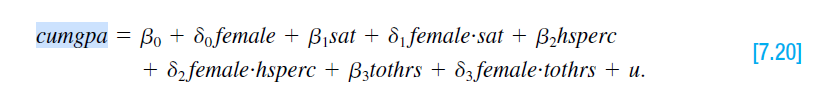 cumgpa = β₀ + δ₀female + β₁sat + δ₁female·sat + β₂hsperc
+ δ₂female·hsperc + β₃tothrs + δ₃female·tothrs + u.
[7.20]